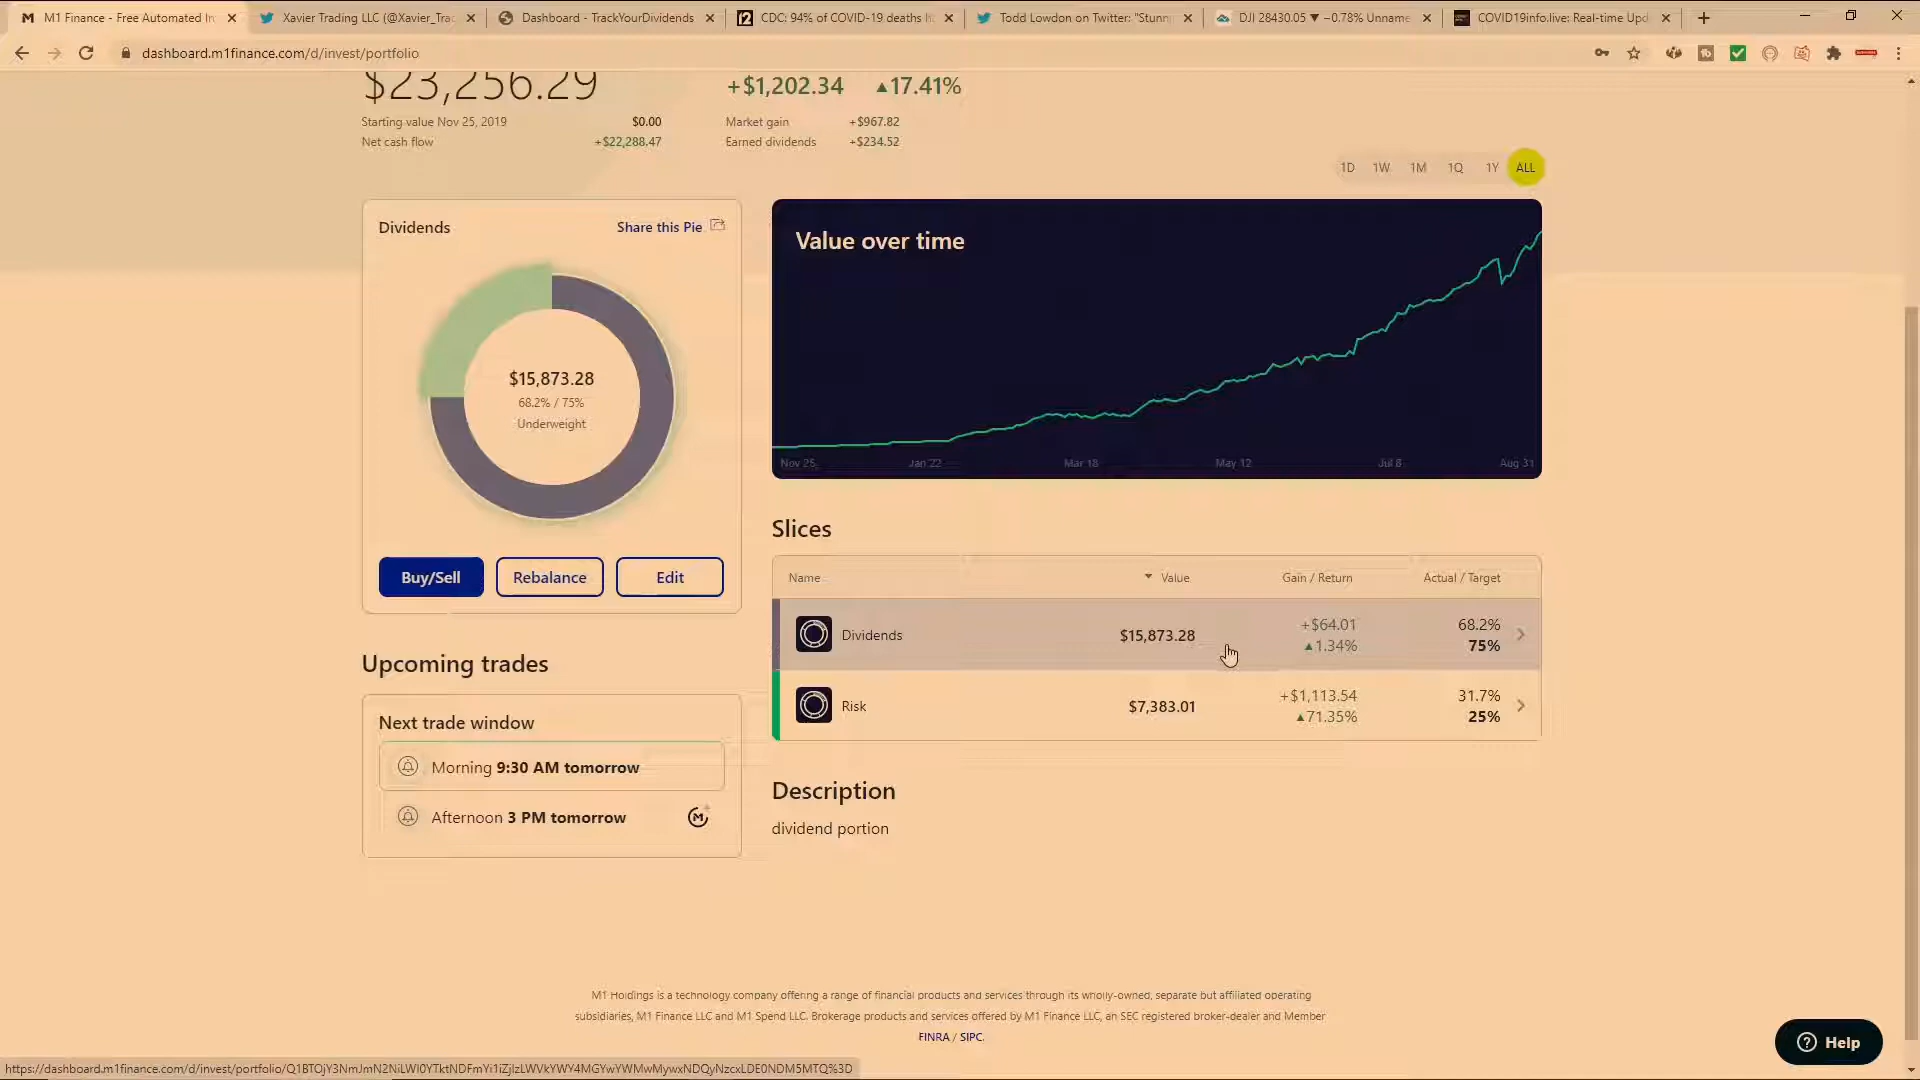 M1 Finance - Free Automated In
Xavier Trading LLC (@Xavier_Tra
Dashboard - TrackYourDividends
CDC: 94% of COVID-19 deaths h
Todd Lowdon on Twitter: "Stunn
DJI 28430.05 ▼ −0.78% Unname
COVID19info.live: Real-time Upd
dashboard.m1finance.com/d/invest/portfolio
$23,256.29
+$1,202.34 ▲17.41%
Starting value Nov 25, 2019 $0.00
Net cash flow +$22,288.47
Market gain +$967.82
Earned dividends +$234.52
1D 1W 1M 1Q 1Y ALL
Dividends
Share this Pie
$15,873.28
68.2% / 75%
Underweight
Buy/Sell
Rebalance
Edit
Value over time
Nov 25, Jan 22 Mar 18 May 12 Jul 8 Aug 31
Slices
Name Value Gain / Return Actual / Target
Dividends $15,873.28 +$64.01 68.2%
▲1.34% 75%
Risk $7,383.01 +$1,113.54 31.7%
▲71.35% 25%
Upcoming trades
Next trade window
Morning 9:30 AM tomorrow
Afternoon 3 PM tomorrow
Description
dividend portion
M1 Holdings is a technology company offering a range of financial products and services through its wholly-owned, separate but affiliated operating
subsidiaries, M1 Finance LLC and M1 Spend LLC. Brokerage products and services offered by M1 Finance LLC, an SEC registered broker-dealer and Member
FINRA / SIPC.
Help